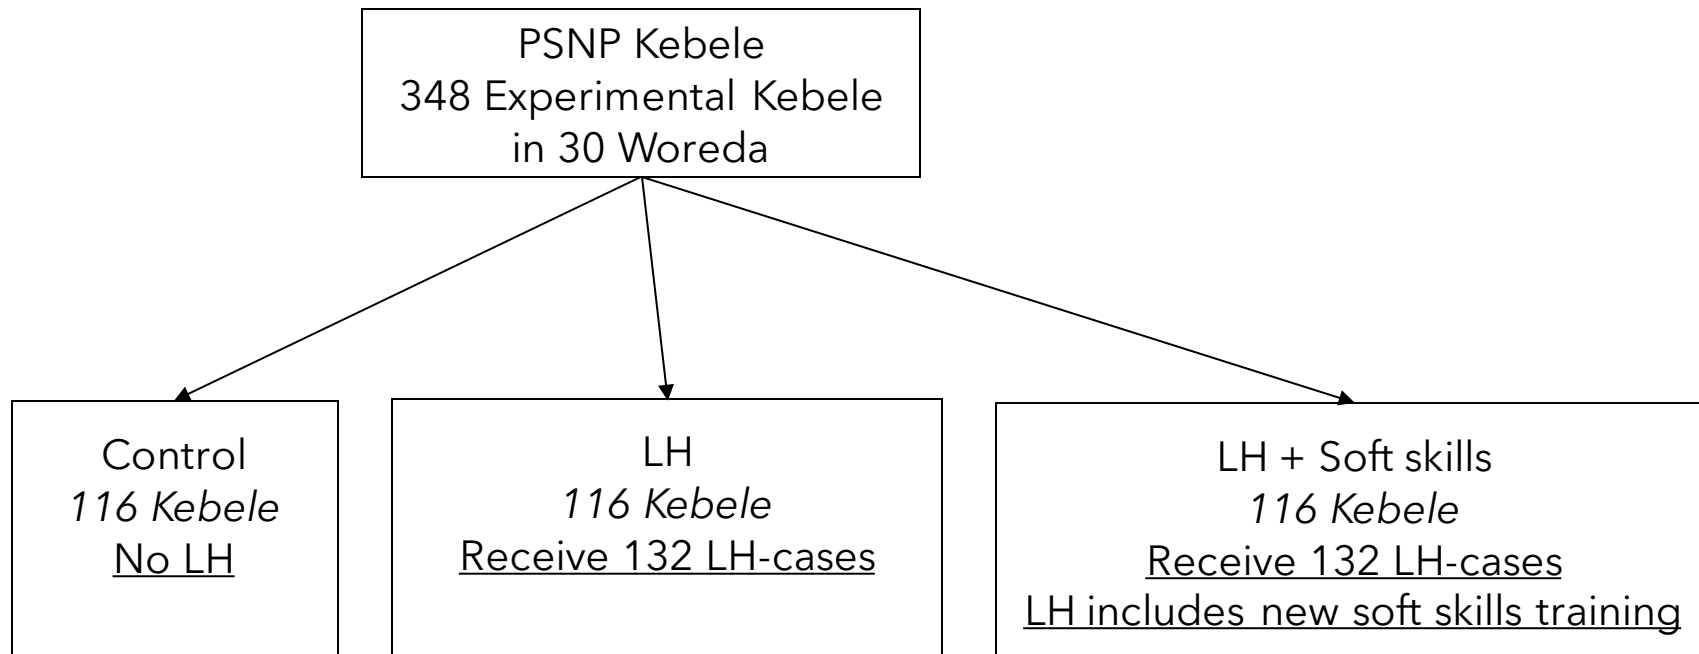 PSNP Kebele
348 Experimental Kebele
in 30 Woreda
Control
116 Kebele
No LH
LH
116 Kebele
Receive 132 LH-cases
LH + Soft skills
116 Kebele
Receive 132 LH-cases
LH includes new soft skills training